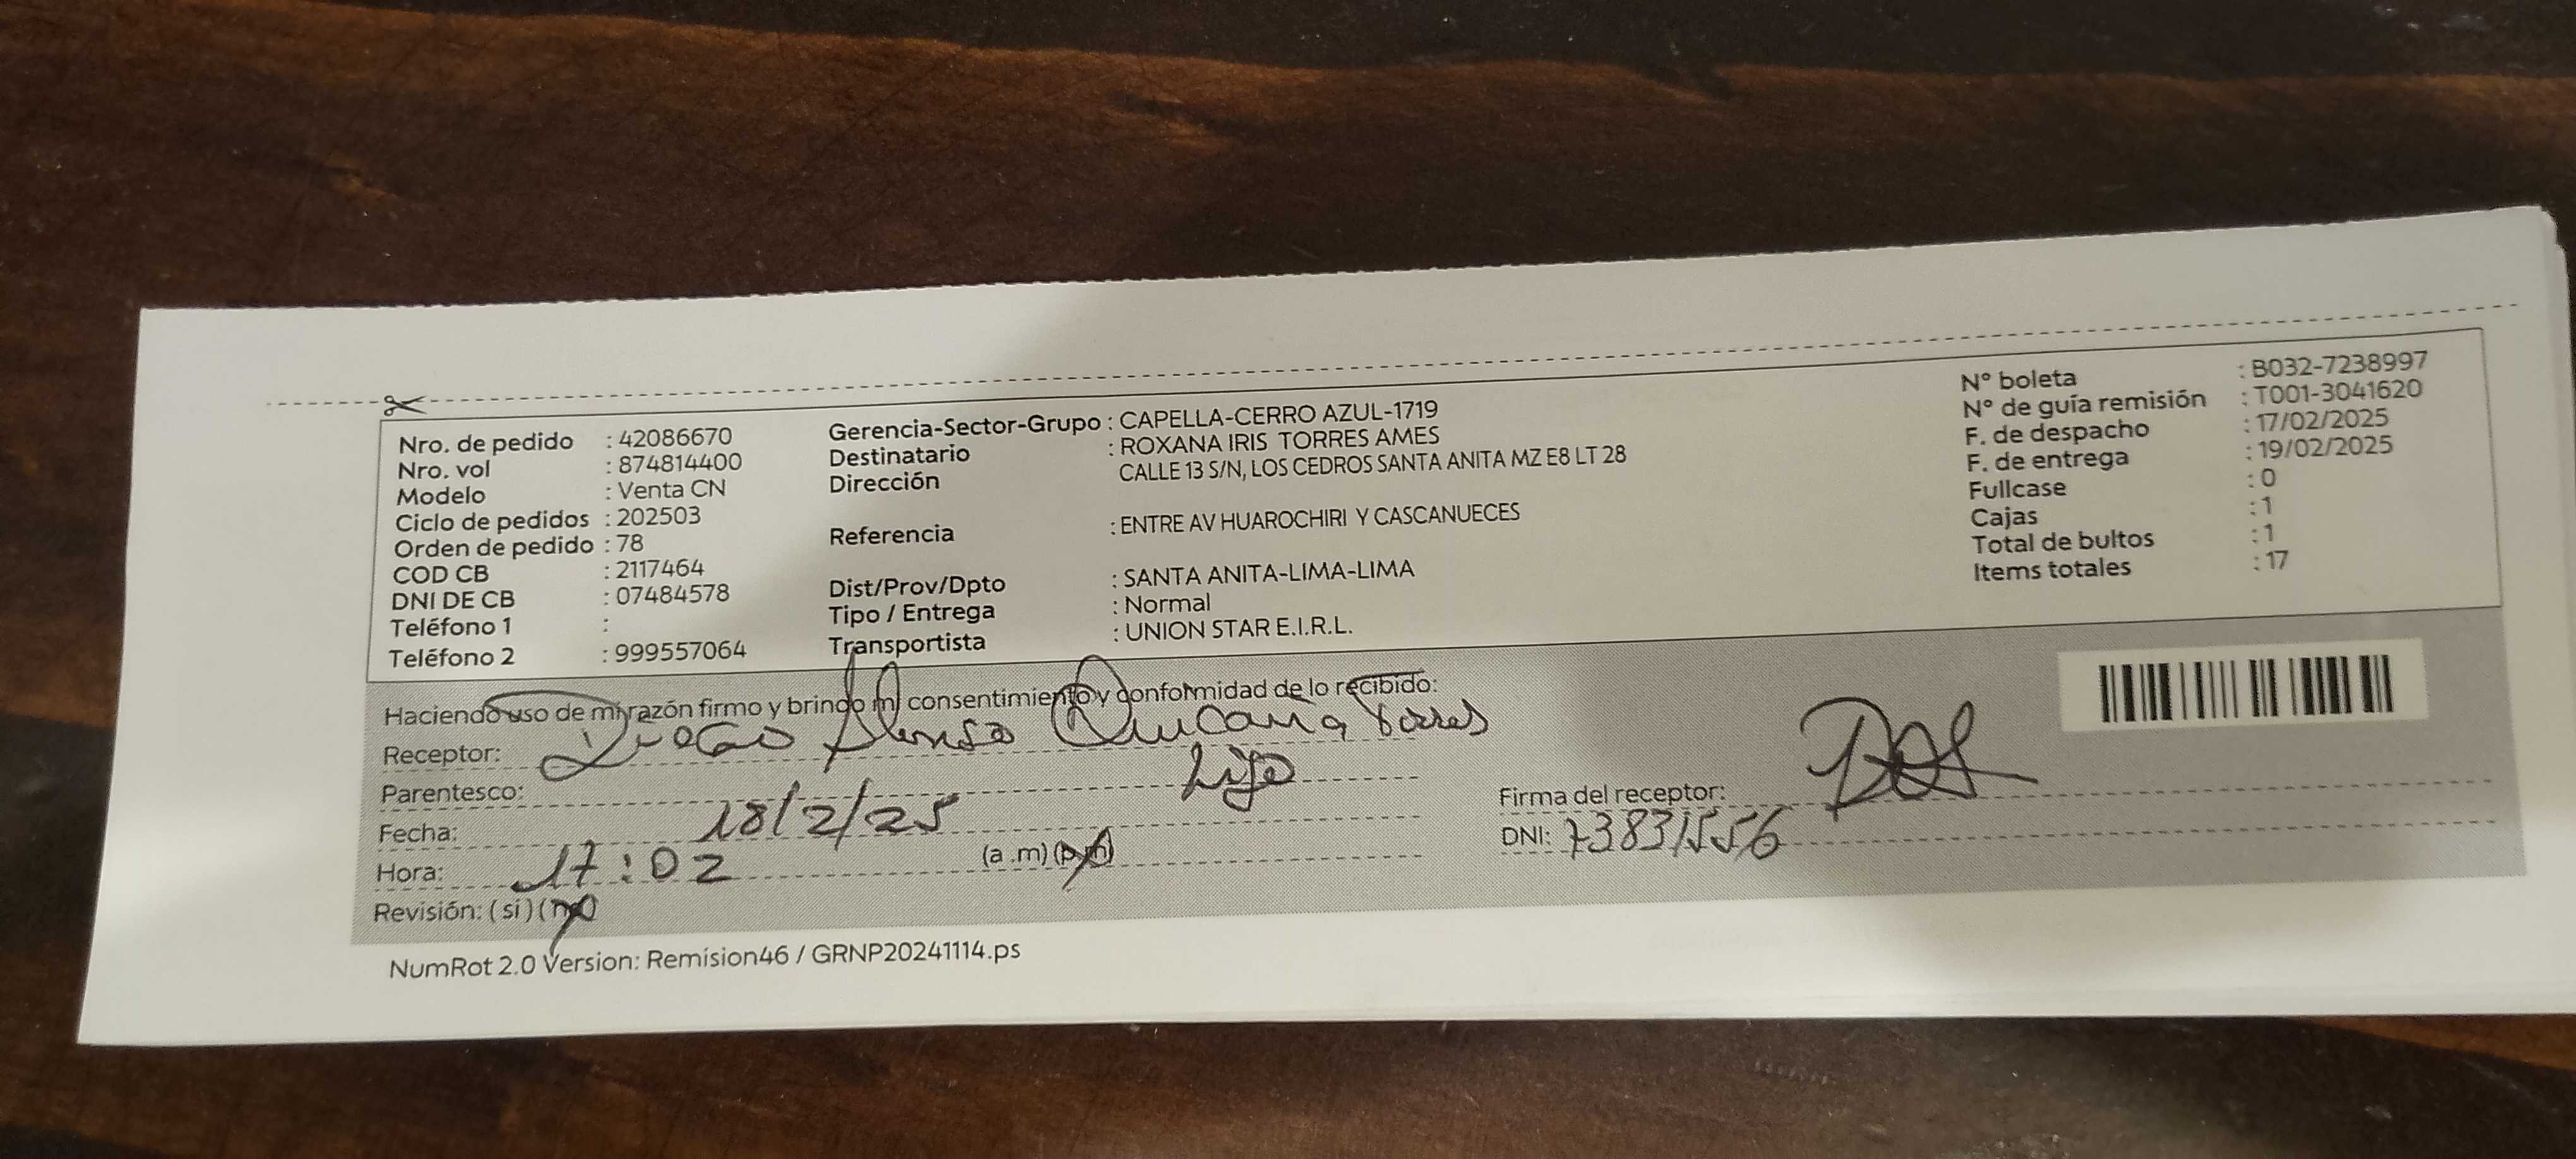 Nro. de pedido : 42086670
Nro. vol : 874814400
Modelo : Venta CN
Ciclo de pedidos : 202503
Orden de pedido : 78
COD CB : 2117464
DNI DE CB : 07484578
Teléfono 1 :
Teléfono 2 : 999557064
Gerencia-Sector-Grupo : CAPELLA-CERRO AZUL-1719
Destinatario : ROXANA IRIS TORRES AMES
Dirección CALLE 13 S/N, LOS CEDROS SANTA ANITA MZ E8 LT 28
Referencia : ENTRE AV HUAROCHIRI Y CASCANUECES
Dist/Prov/Dpto : SANTA ANITA-LIMA-LIMA
Tipo / Entrega : Normal
Transportista : UNION STAR E.I.R.L.
N° boleta : B032-7238997
N° de guía remisión : T001-3041620
F. de despacho : 17/02/2025
F. de entrega : 19/02/2025
Fullcase : 0
Cajas : 1
Total de bultos : 1
Items totales : 17
Haciendo uso de mi razón firmo y brindo mi consentimiento y conformidad de lo recibido:
Receptor: Alonso Torres
Parentesco: hijo
Fecha: 18/2/25
Hora: 17:02 (a .m) (p.m)
Revisión: (si) (no)
Firma del receptor:
DNI: 73831556
NumRot 2.0 Version: Remision46 / GRNP20241114.ps